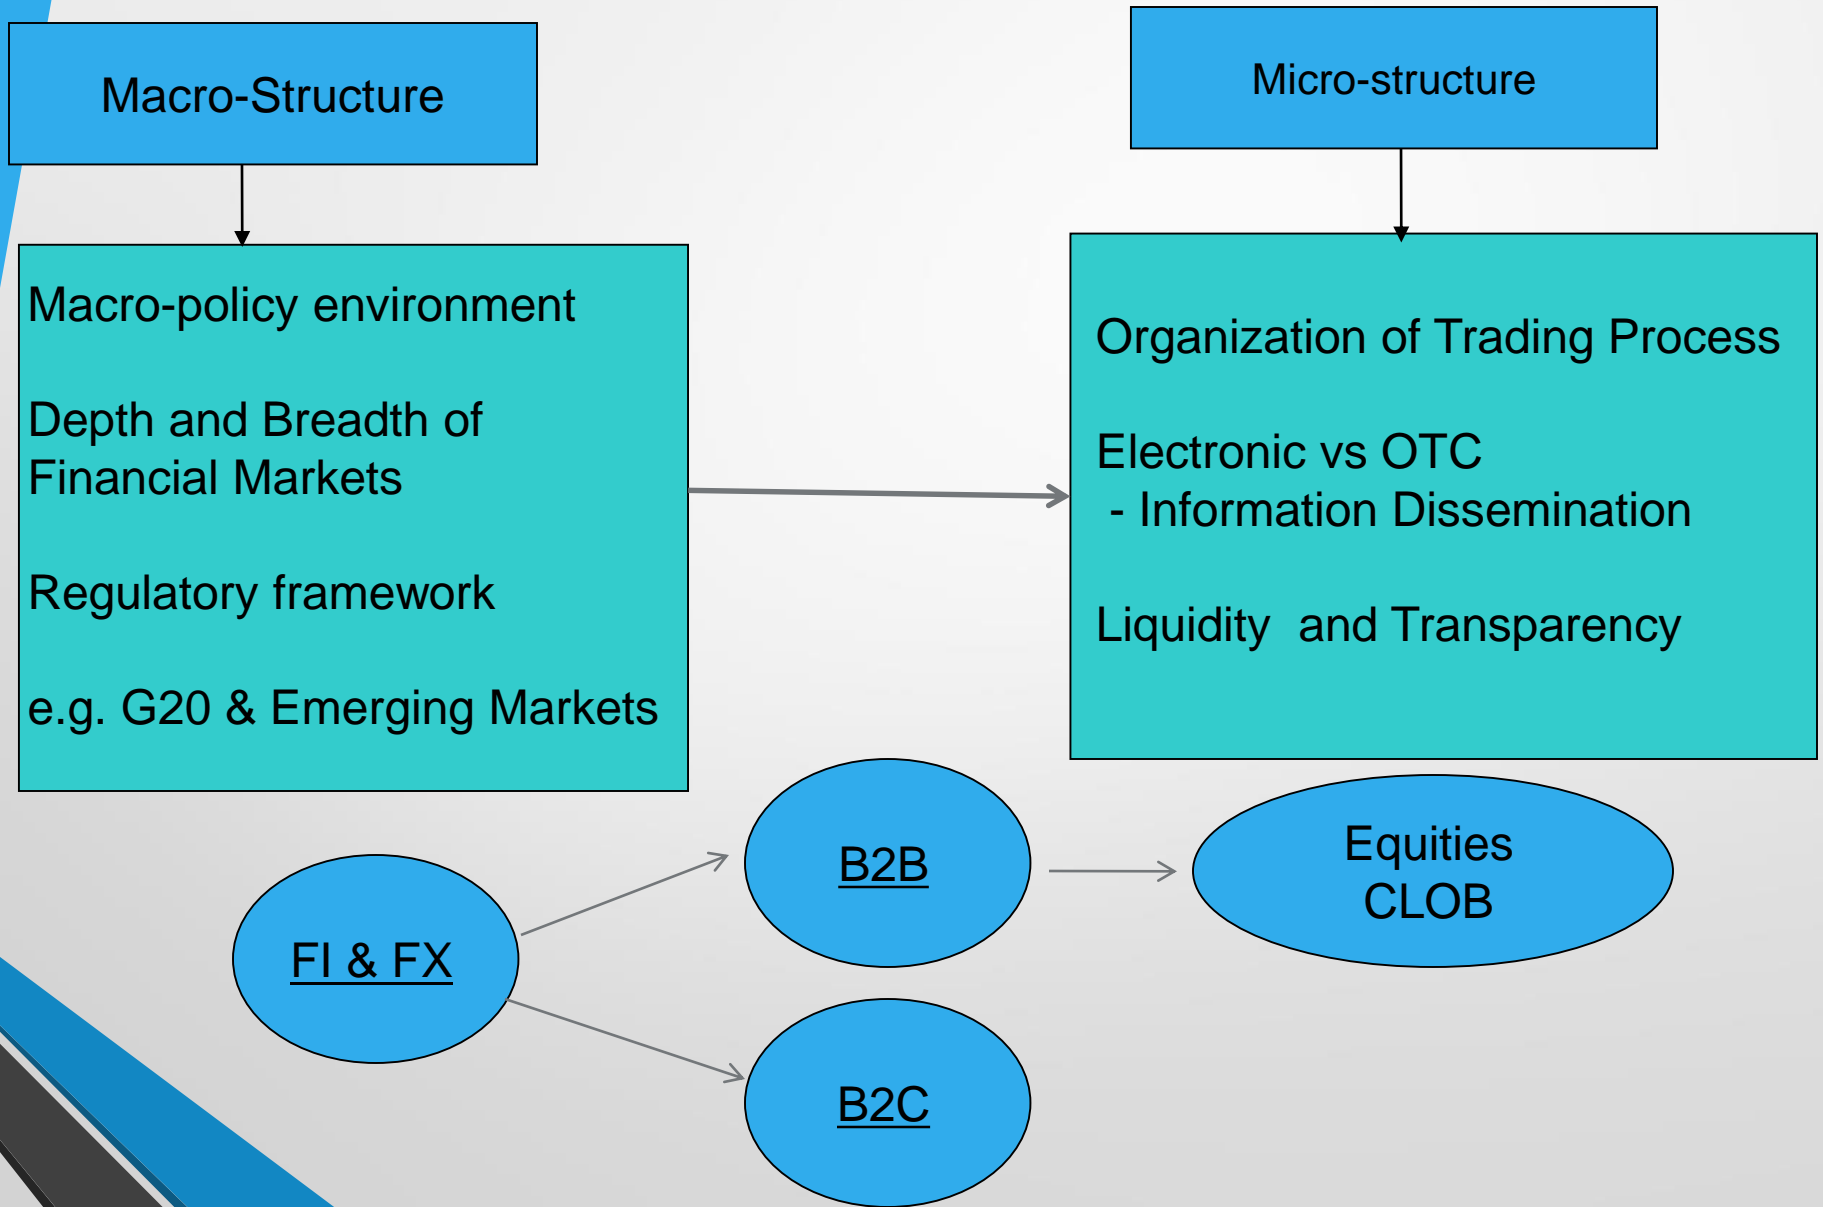 Macro-Structure
Micro-structure
Macro-policy environment
Depth and Breadth of
Financial Markets
Regulatory framework
e.g. G20 & Emerging Markets
Organization of Trading Process
Electronic vs OTC
- Information Dissemination
Liquidity  and Transparency
FI & FX
B2B
B2C
Equities
CLOB